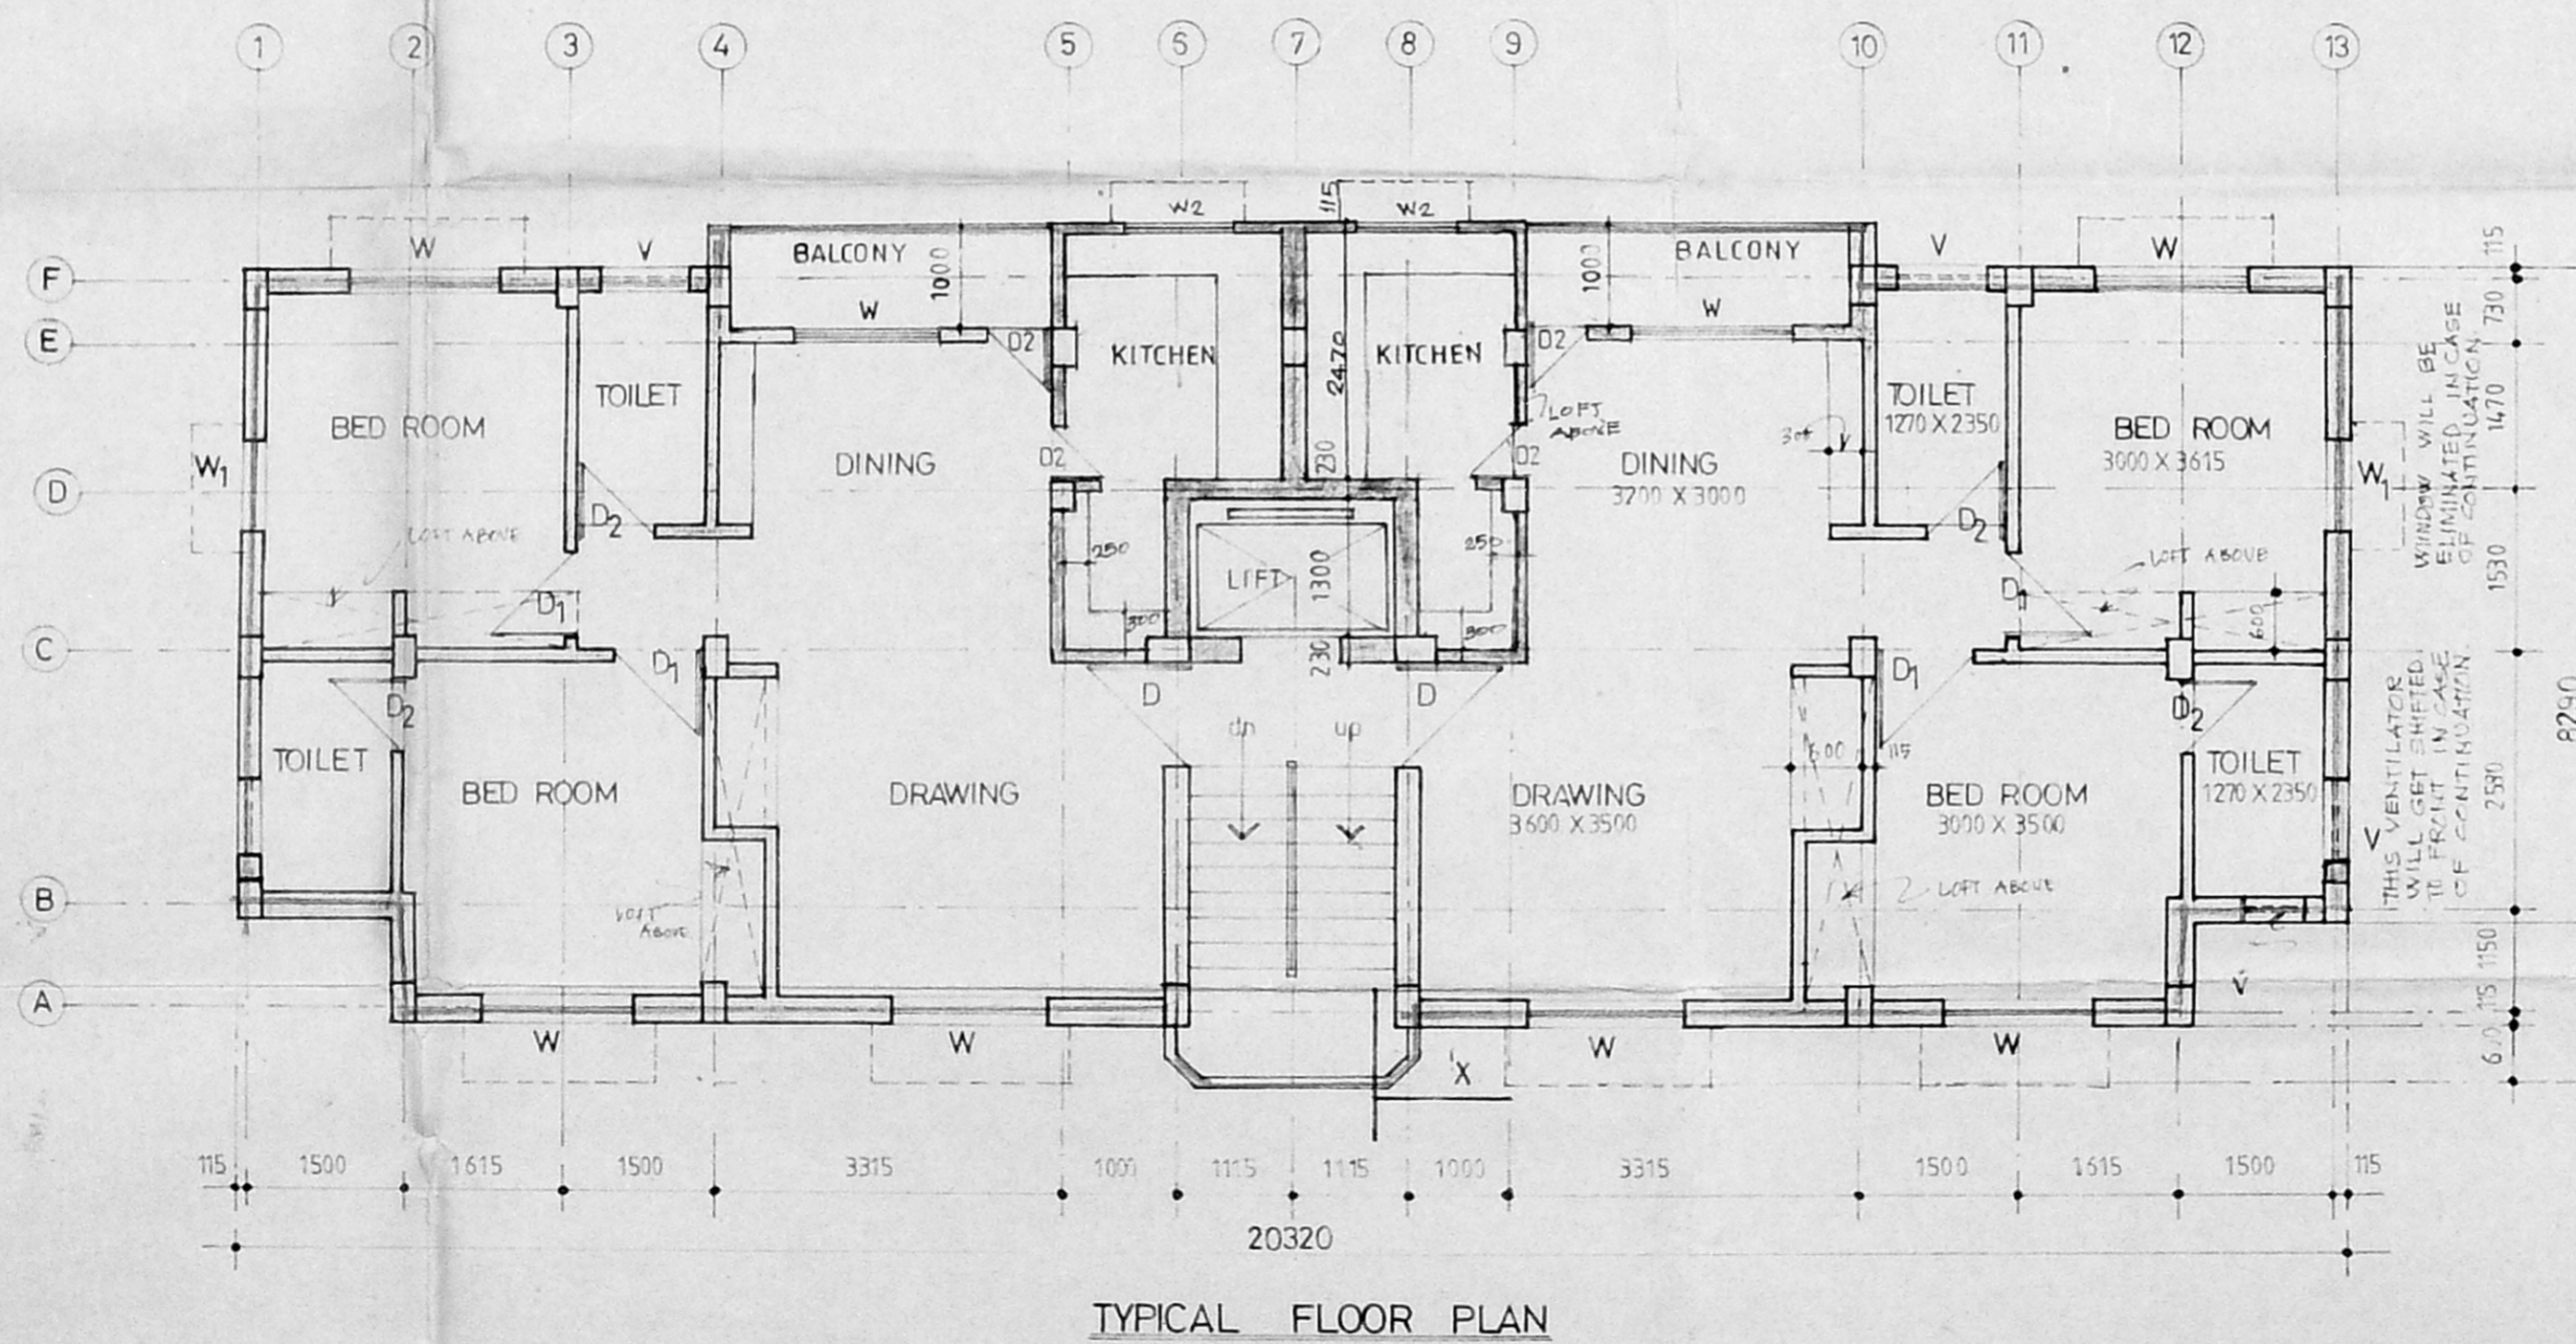 1 2 3 4 5 6 7 8 9 10 11 12 13
F
E
D
C
B
A
W
V
BALCONY
1000
W
W2
115
W2
1000
BALCONY
W
V
W
D2
KITCHEN
KITCHEN
D2
TOILET
BED ROOM
DINING
D2
24.70
230
LOFT
ABOVE
D2
DINING
3200 X 3000
300
TOILET
1270 X 2350
BED ROOM
3000 X 3615
W1
W1
D2
LOFT ABOVE
D1
250
LIFT
1300
250
D2
LOFT ABOVE
D
600
300
300
230
D1
D
D
D1
D2
D2
dn
up
TOILET
BED ROOM
DRAWING
DRAWING
3600 X 3500
600
115
BED ROOM
3000 X 3500
TOILET
1270 X 2350
LOFT
ABOVE
LOFT ABOVE
V
V
W
W
X
W
W
WINDOW WILL BE
ELIMINATED IN CASE
OF CONTINUATION
THIS VENTILATOR
WILL GET SHIFTED
TO FRONT IN CASE
OF CONTINUATION.
115
730
1470
1530
8290
1150
115
115 1500 1615 1500 3315 1000 1115 1115 1000 3315 1500 1615 1500 115
20320
TYPICAL FLOOR PLAN